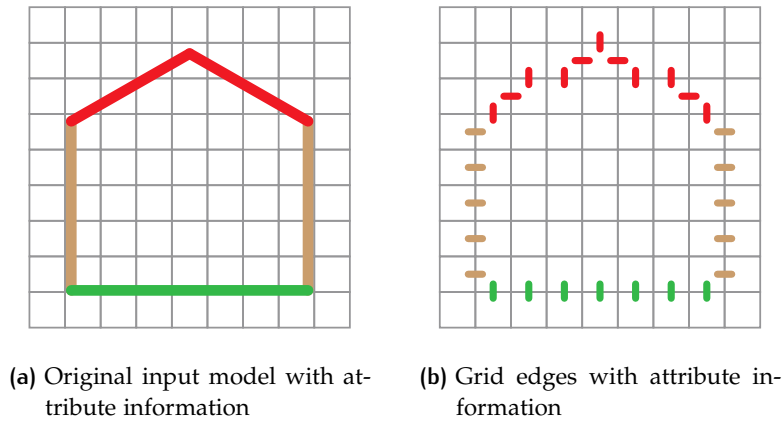 (a) Original input model with at-
tribute information
(b) Grid edges with attribute in-
formation